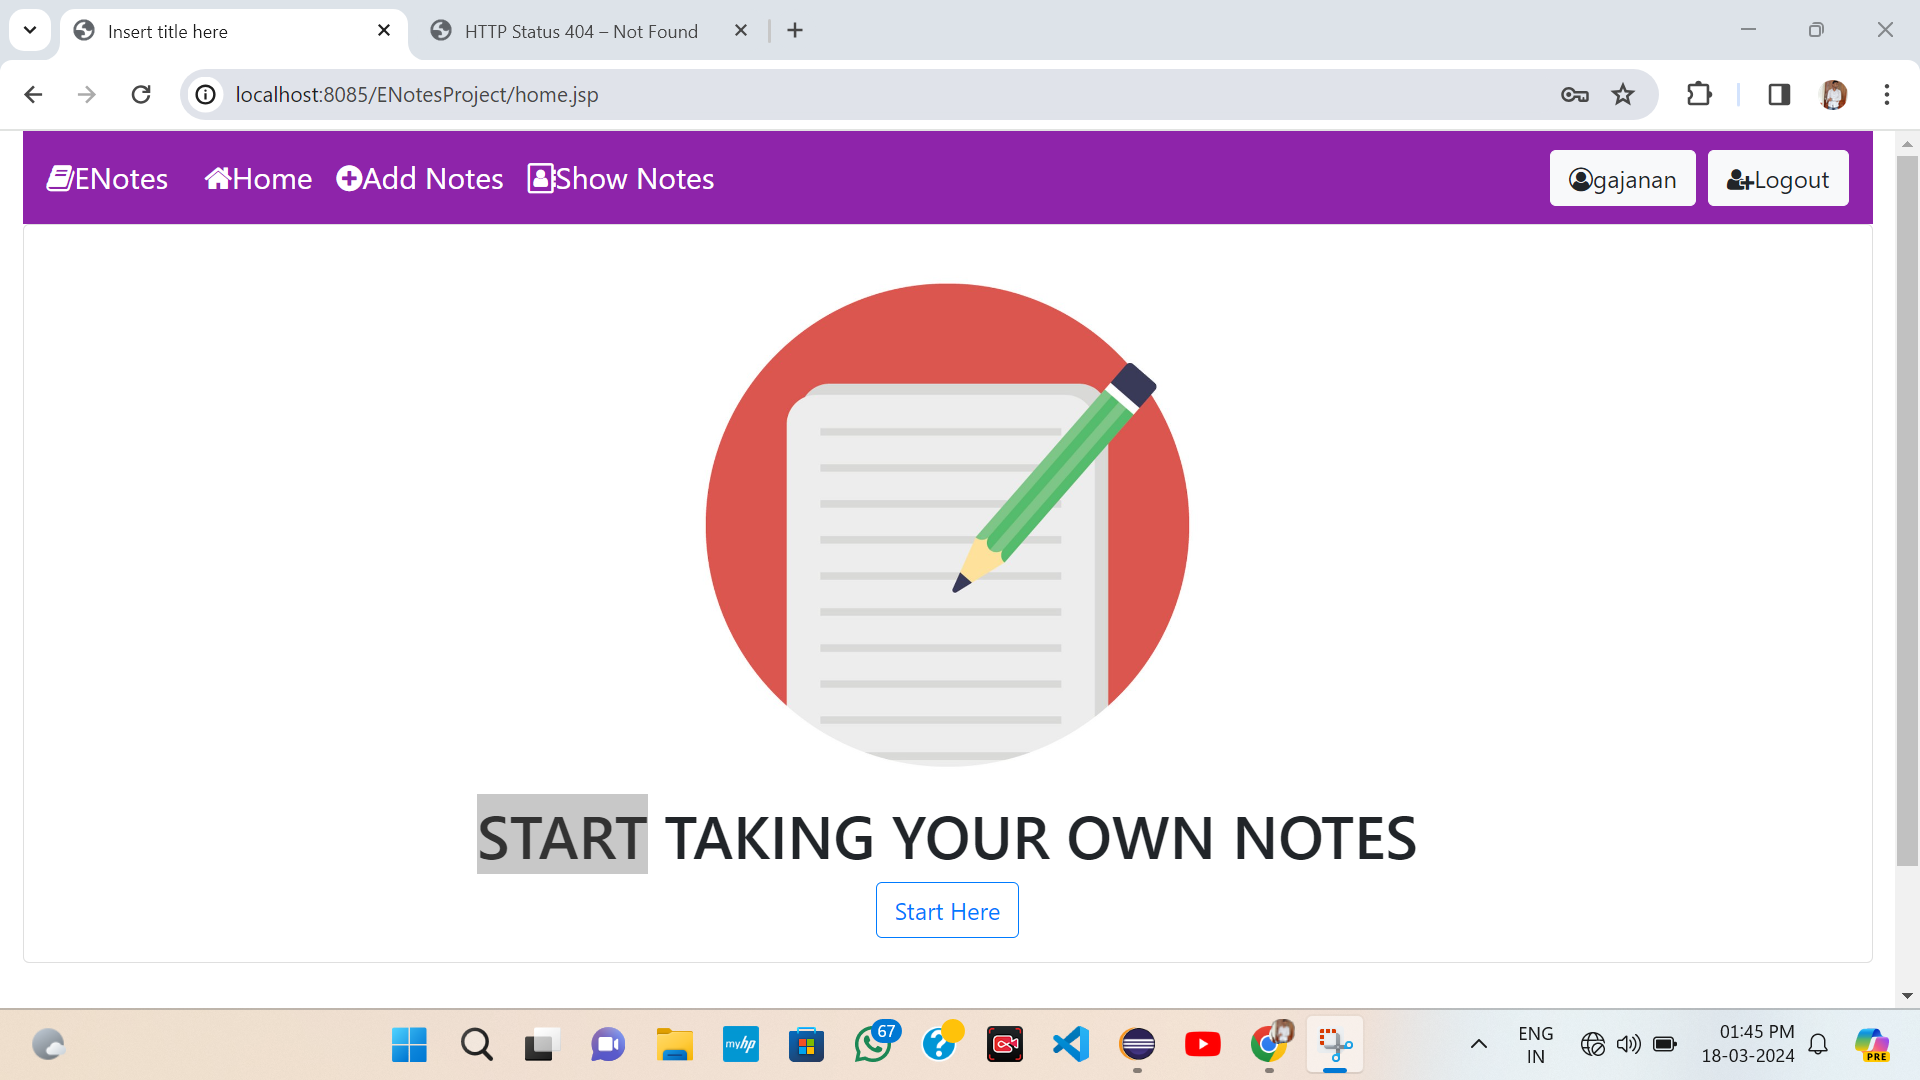 Insert title here
HTTP Status 404 – Not Found
localhost:8085/ENotesProject/home.jsp
ENotes Home Add Notes Show Notes gajanan Logout
START TAKING YOUR OWN NOTES
Start Here
myhp
67
PRE
ENG
IN
01:45 PM
18-03-2024